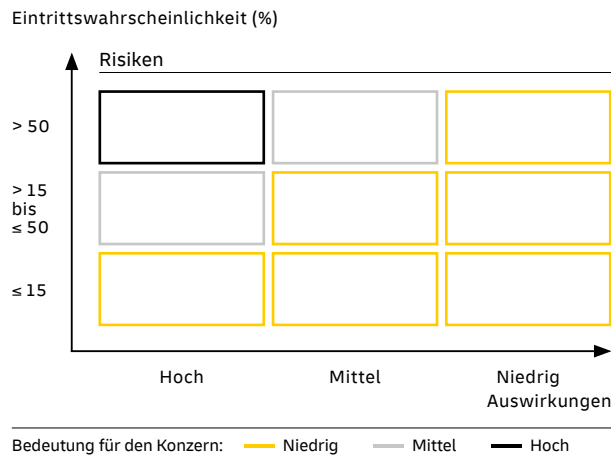 Eintrittswahrscheinlichkeit (%)
Risiken
> 50
> 15
bis
≤ 50
≤ 15
Hoch Mittel Niedrig
Auswirkungen
Bedeutung für den Konzern: Niedrig Mittel Hoch